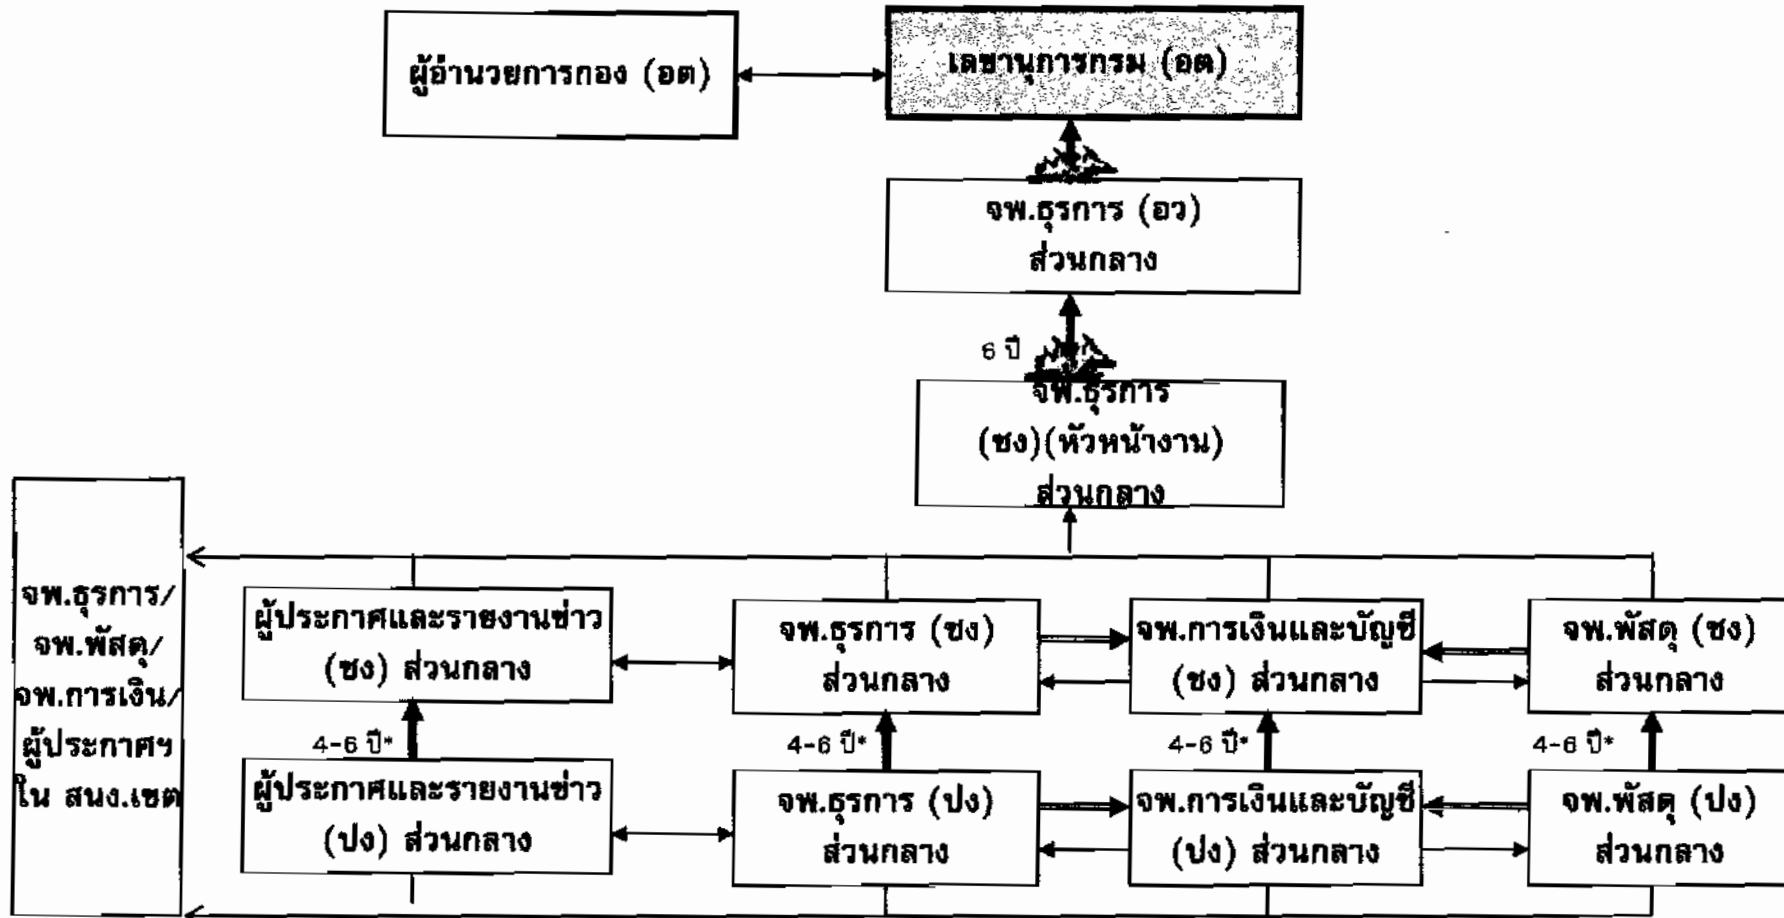 ผู้อำนวยการกอง (อต)
เลขานุการกรม (อต)
จพ.ธุรการ (อว)
ส่วนกลาง
6 ปี
จพ.ธุรการ
(ชง)(หัวหน้างาน)
ส่วนกลาง
จพ.ธุรการ/
จพ.พัสดุ/
จพ.การเงิน/
ผู้ประกาศฯ
ใน สนง.เขต
ผู้ประกาศและรายงานข่าว
(ชง) ส่วนกลาง
จพ.ธุรการ (ชง)
ส่วนกลาง
จพ.การเงินและบัญชี
(ชง) ส่วนกลาง
จพ.พัสดุ (ชง)
ส่วนกลาง
4-6 ปี*
4-6 ปี*
4-6 ปี*
4-6 ปี*
ผู้ประกาศและรายงานข่าว
(ปง) ส่วนกลาง
จพ.ธุรการ (ปง)
ส่วนกลาง
จพ.การเงินและบัญชี
(ปง) ส่วนกลาง
จพ.พัสดุ (ปง)
ส่วนกลาง